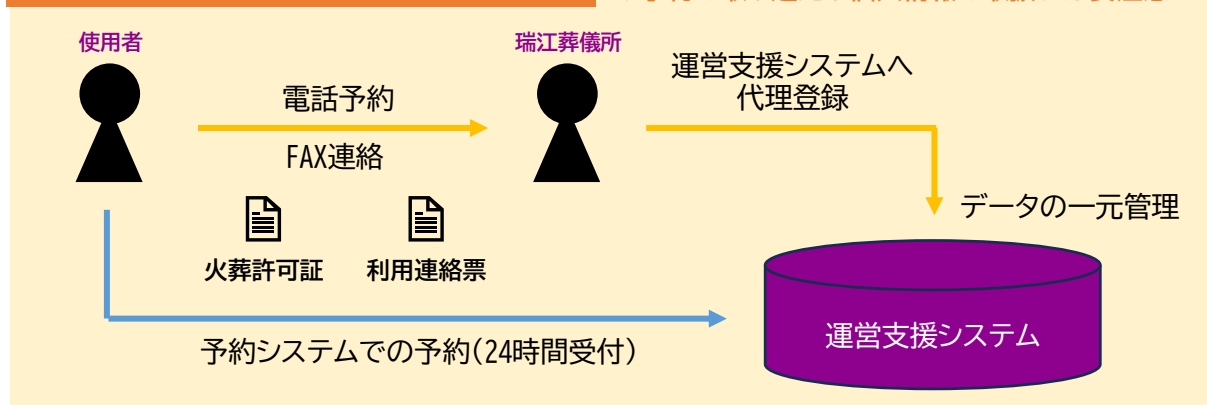 使用者
瑞江葬儀所
電話予約
FAX連絡
運営支援システムへ
代理登録
火葬許可証
利用連絡票
データの一元管理
運営支援システム
予約システムでの予約(24時間受付)